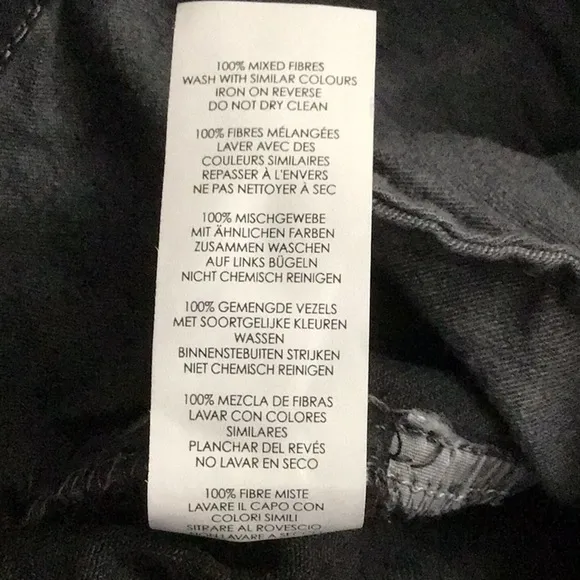 100% MIXED FIBRES
WASH WITH SIMILAR COLOURS
IRON ON REVERSE
DO NOT DRY CLEAN
100% FIBRES MÉLANGÉES
LAVER AVEC DES
COULEURS SIMILAIRES
REPASSER À L'ENVERS
NE PAS NETTOYER À SEC
100% MISCHGEWEBE
MIT ÄHNLICHEN FARBEN
ZUSAMMEN WASCHEN
AUF LINKS BÜGELN
NICHT CHEMISCH REINIGEN
100% GEMENGDE VEZELS
MET SOORTGELIJKE KLEUREN
WASSEN
BINNENSTEBUITEN STRIJKEN
NIET CHEMISCH REINIGEN
100% MEZCLA DE FIBRAS
LAVAR CON COLORES
SIMILARES
PLANCHAR DEL REVÉS
NO LAVAR EN SECO
100% FIBRE MISTE
LAVARE IL CAPO CON
COLORI SIMILI
STIRARE AL ROVESCIO
NON LAVARE A